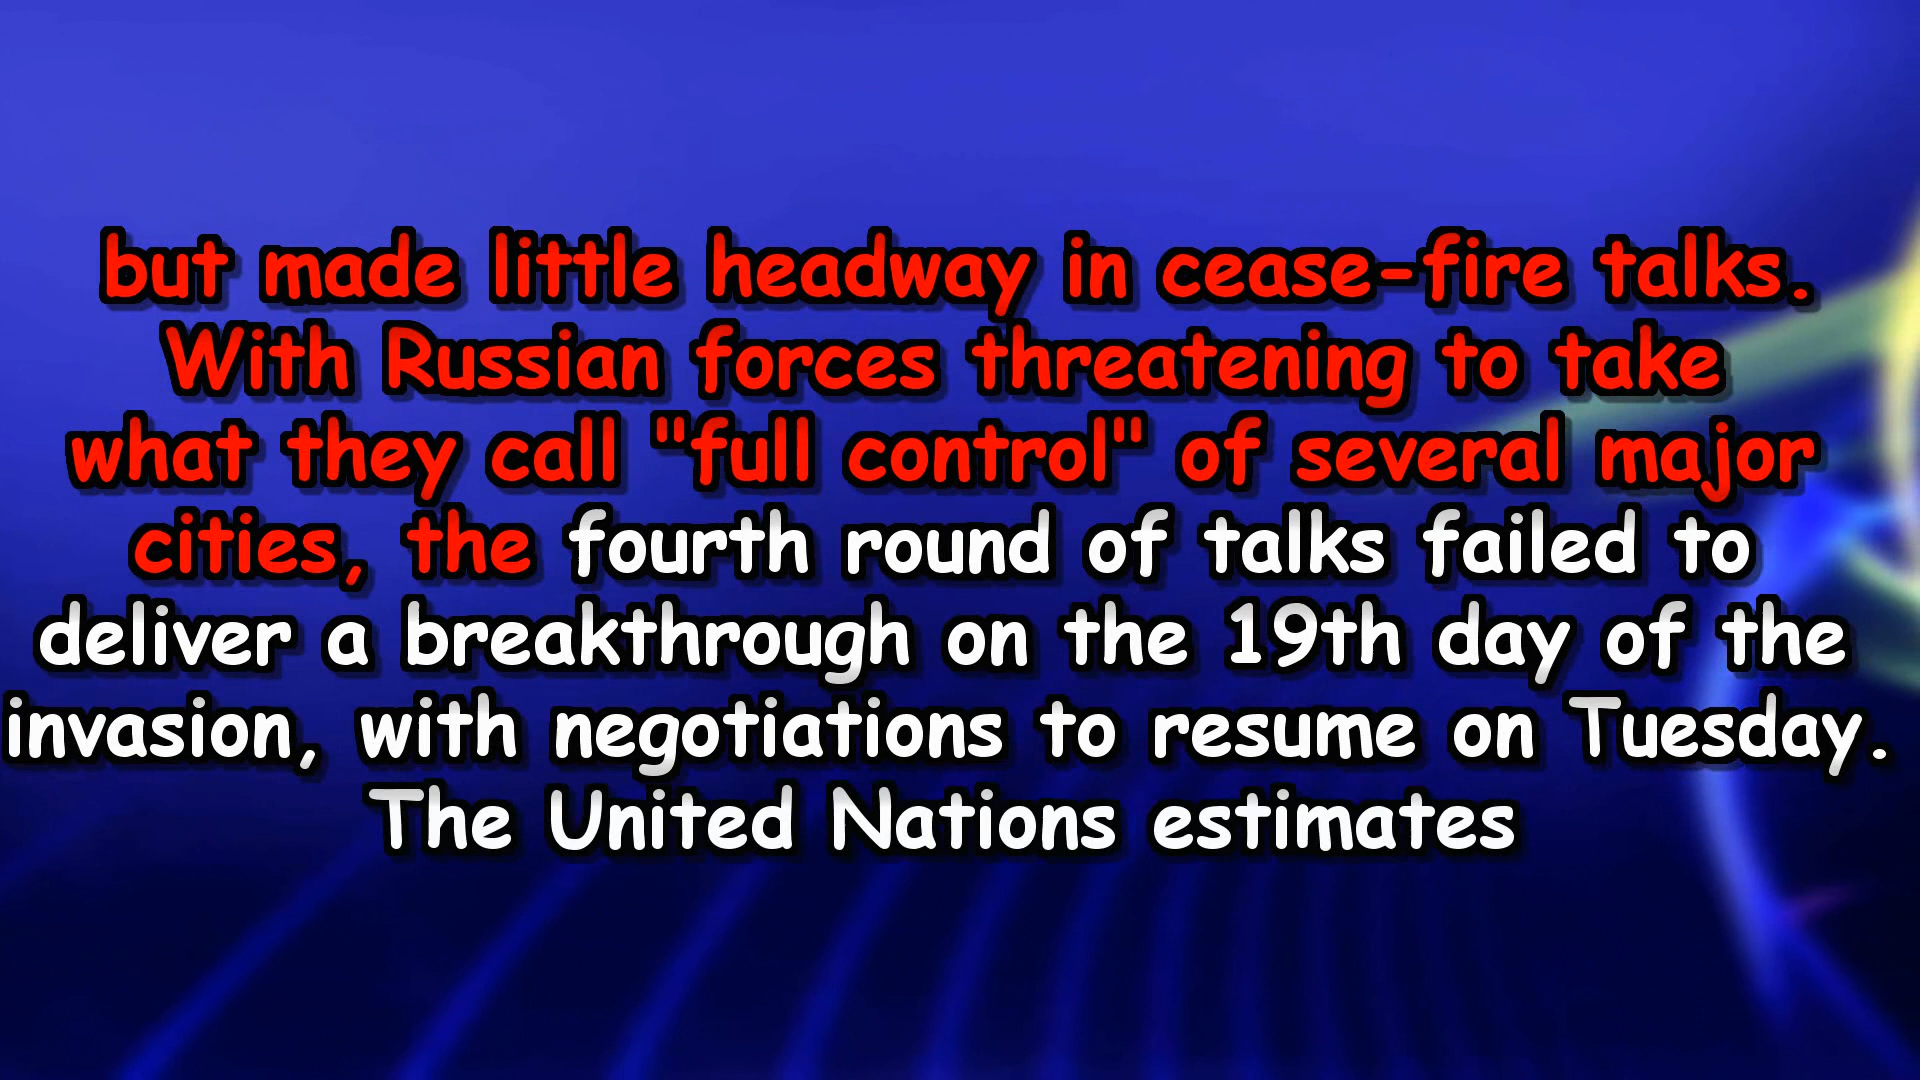 but made little headway in cease-fire talks.
With Russian forces threatening to take
what they call "full control" of several major
cities, the fourth round of talks failed to
deliver a breakthrough on the 19th day of the
invasion, with negotiations to resume on Tuesday.
The United Nations estimates